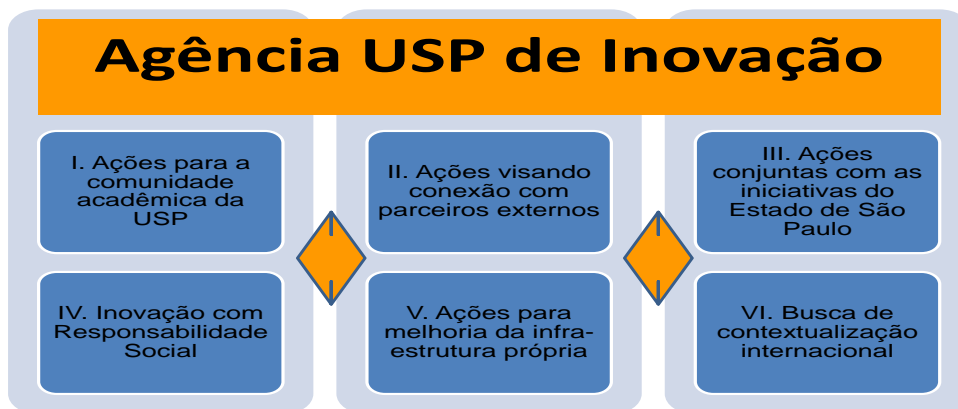 Agência USP de Inovação
I. Ações para a
comunidade
acadêmica da
USP
II. Ações visando
conexão com
parceiros externos
III. Ações
conjuntas com as
iniciativas do
Estado de São
Paulo
IV. Inovação com
Responsabilidade
Social
V. Ações para
melhoria da infra-
estrutura própria
VI. Busca de
contextualização
internacional